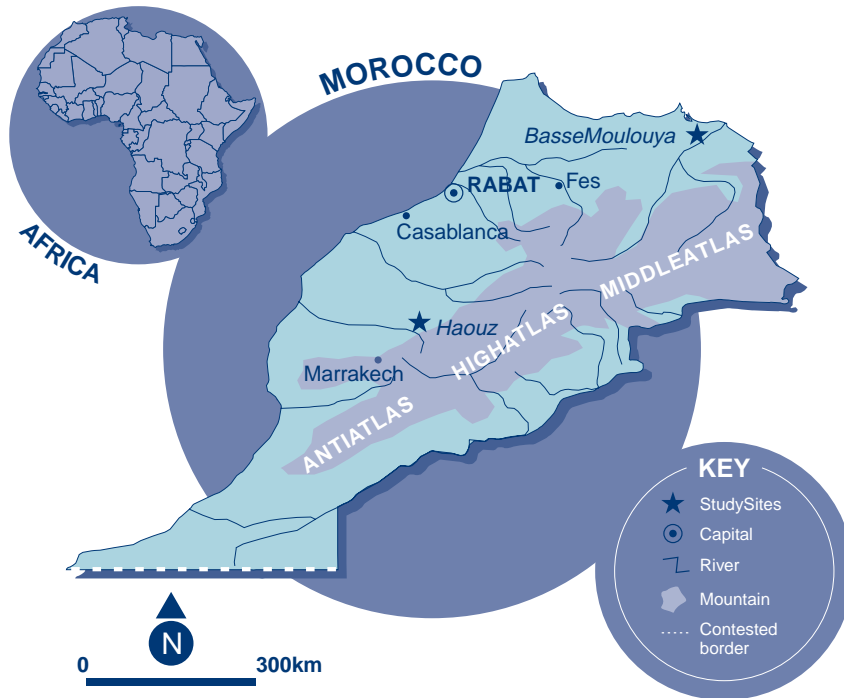 MOROCCO
AFRICA
BasseMoulouya
RABAT
Fes
Casablanca
MIDDLEATLAS
Haouz
HIGHATLAS
Marrakech
ANTIATLAS
KEY
StudySites
Capital
River
Mountain
Contested
border
N
0 300km